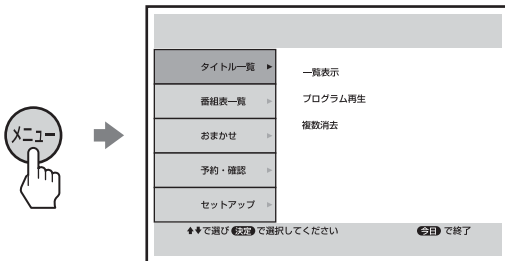 メニュー
タイトル一覧
一覧表示
番組表一覧
プログラム再生
複数消去
おまかせ
予約・確認
セットアップ
で選び 決定 で選択してください
今日 で終了